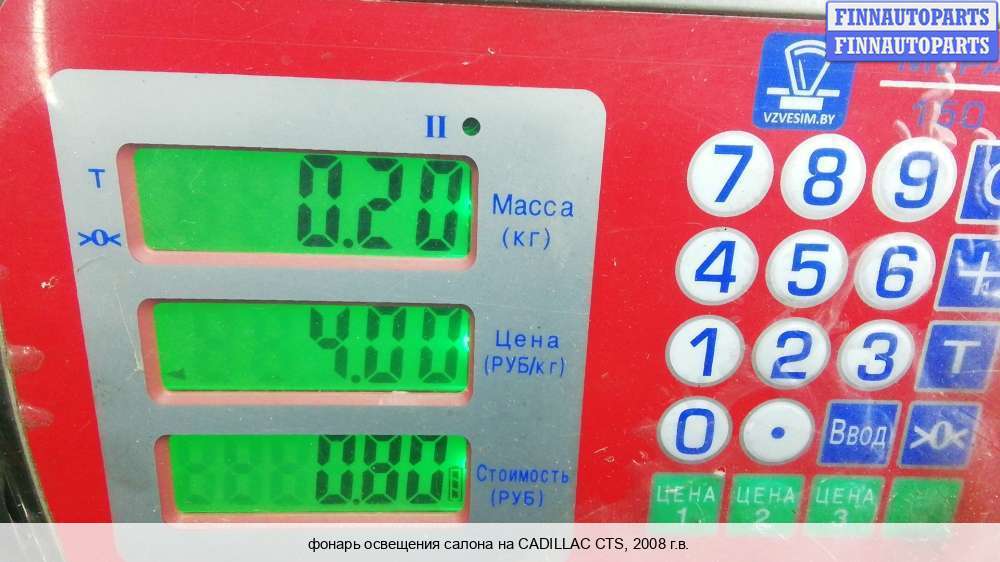 FINNAUTOPARTS
FINNAUTOPARTS
VZVESIM.BY
150
II
T
>0<
0.20
Масса
(кг)
4.00
Цена
(РУБ/кг)
0.80
Стоимость
(РУБ)
7 8 9
4 5 6 +
1 2 3 T
0 . Ввод >0<
ЦЕНА 1 ЦЕНА 2 ЦЕНА 3
фонарь освещения салона на CADILLAC CTS, 2008 г.в.